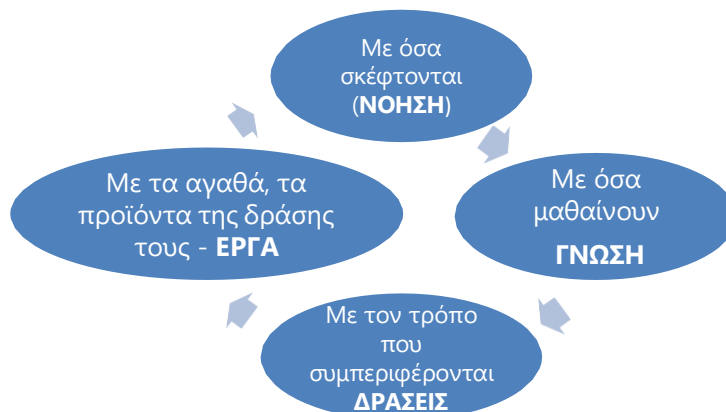 Με όσα
σκέφτονται
(ΝΟΗΣΗ)
Με όσα
μαθαίνουν
ΓΝΩΣΗ
Με τον τρόπο
που
συμπεριφέρονται
ΔΡΑΣΕΙΣ
Με τα αγαθά, τα
προϊόντα της δράσης
τους - ΕΡΓΑ